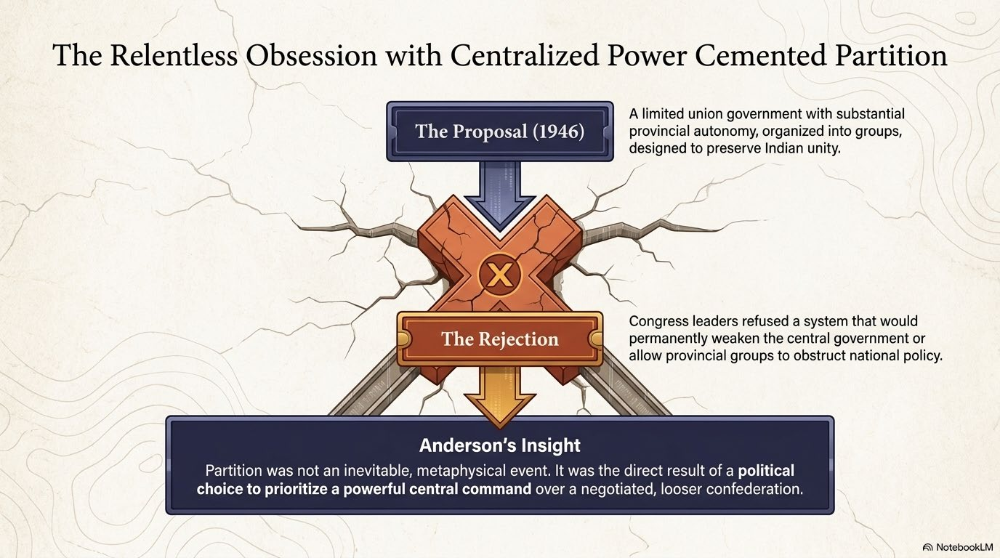 The Relentless Obsession with Centralized Power Cemented Partition
The Proposal (1946)
A limited union government with substantial
provincial autonomy, organized into groups,
designed to preserve Indian unity.
X
The Rejection
Congress leaders refused a system that would
permanently weaken the central government or
allow provincial groups to obstruct national policy.
Anderson's Insight
Partition was not an inevitable, metaphysical event. It was the direct result of a political
choice to prioritize a powerful central command over a negotiated, looser confederation.
NotebookLM